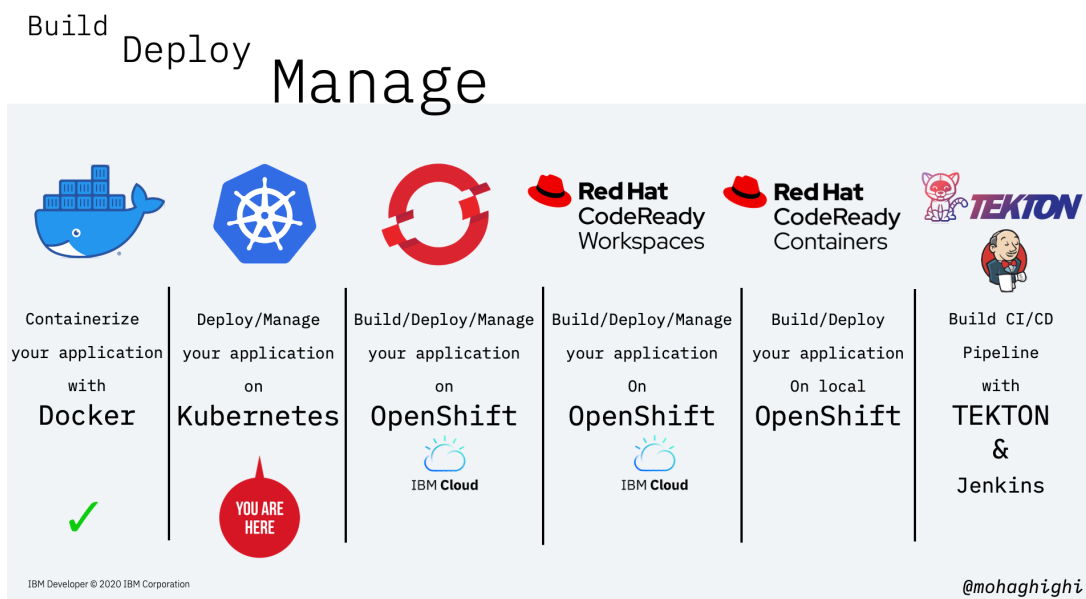 Build
Deploy
Manage
Red Hat
CodeReady
Workspaces
Red Hat
CodeReady
Containers
TEKTON
Containerize
your application
with
Docker
Deploy/Manage
your application
on
Kubernetes
YOU ARE
HERE
Build/Deploy/Manage
your application
on
OpenShift
IBM Cloud
Build/Deploy/Manage
your application
On
OpenShift
IBM Cloud
Build/Deploy
your application
On local
OpenShift
Build CI/CD
Pipeline
with
TEKTON
&
Jenkins
IBM Developer © 2020 IBM Corporation
@mohaghighi